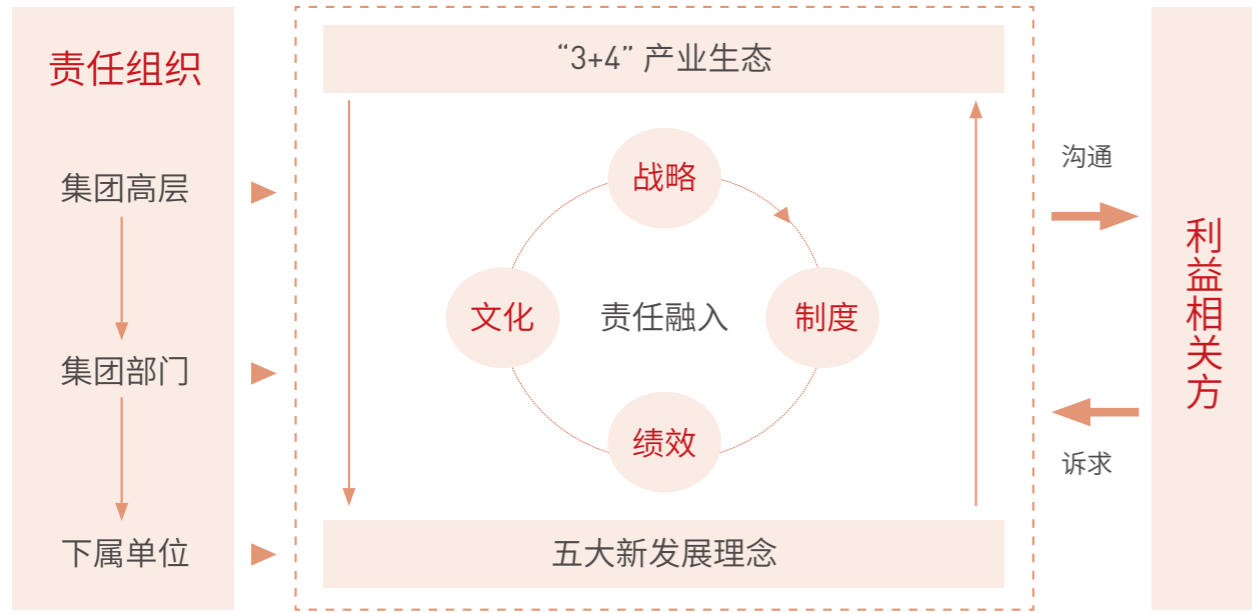 责任组织
集团高层
集团部门
下属单位
“3+4” 产业生态
战略
文化
责任融入
制度
绩效
五大新发展理念
沟通
诉求
利益相关方